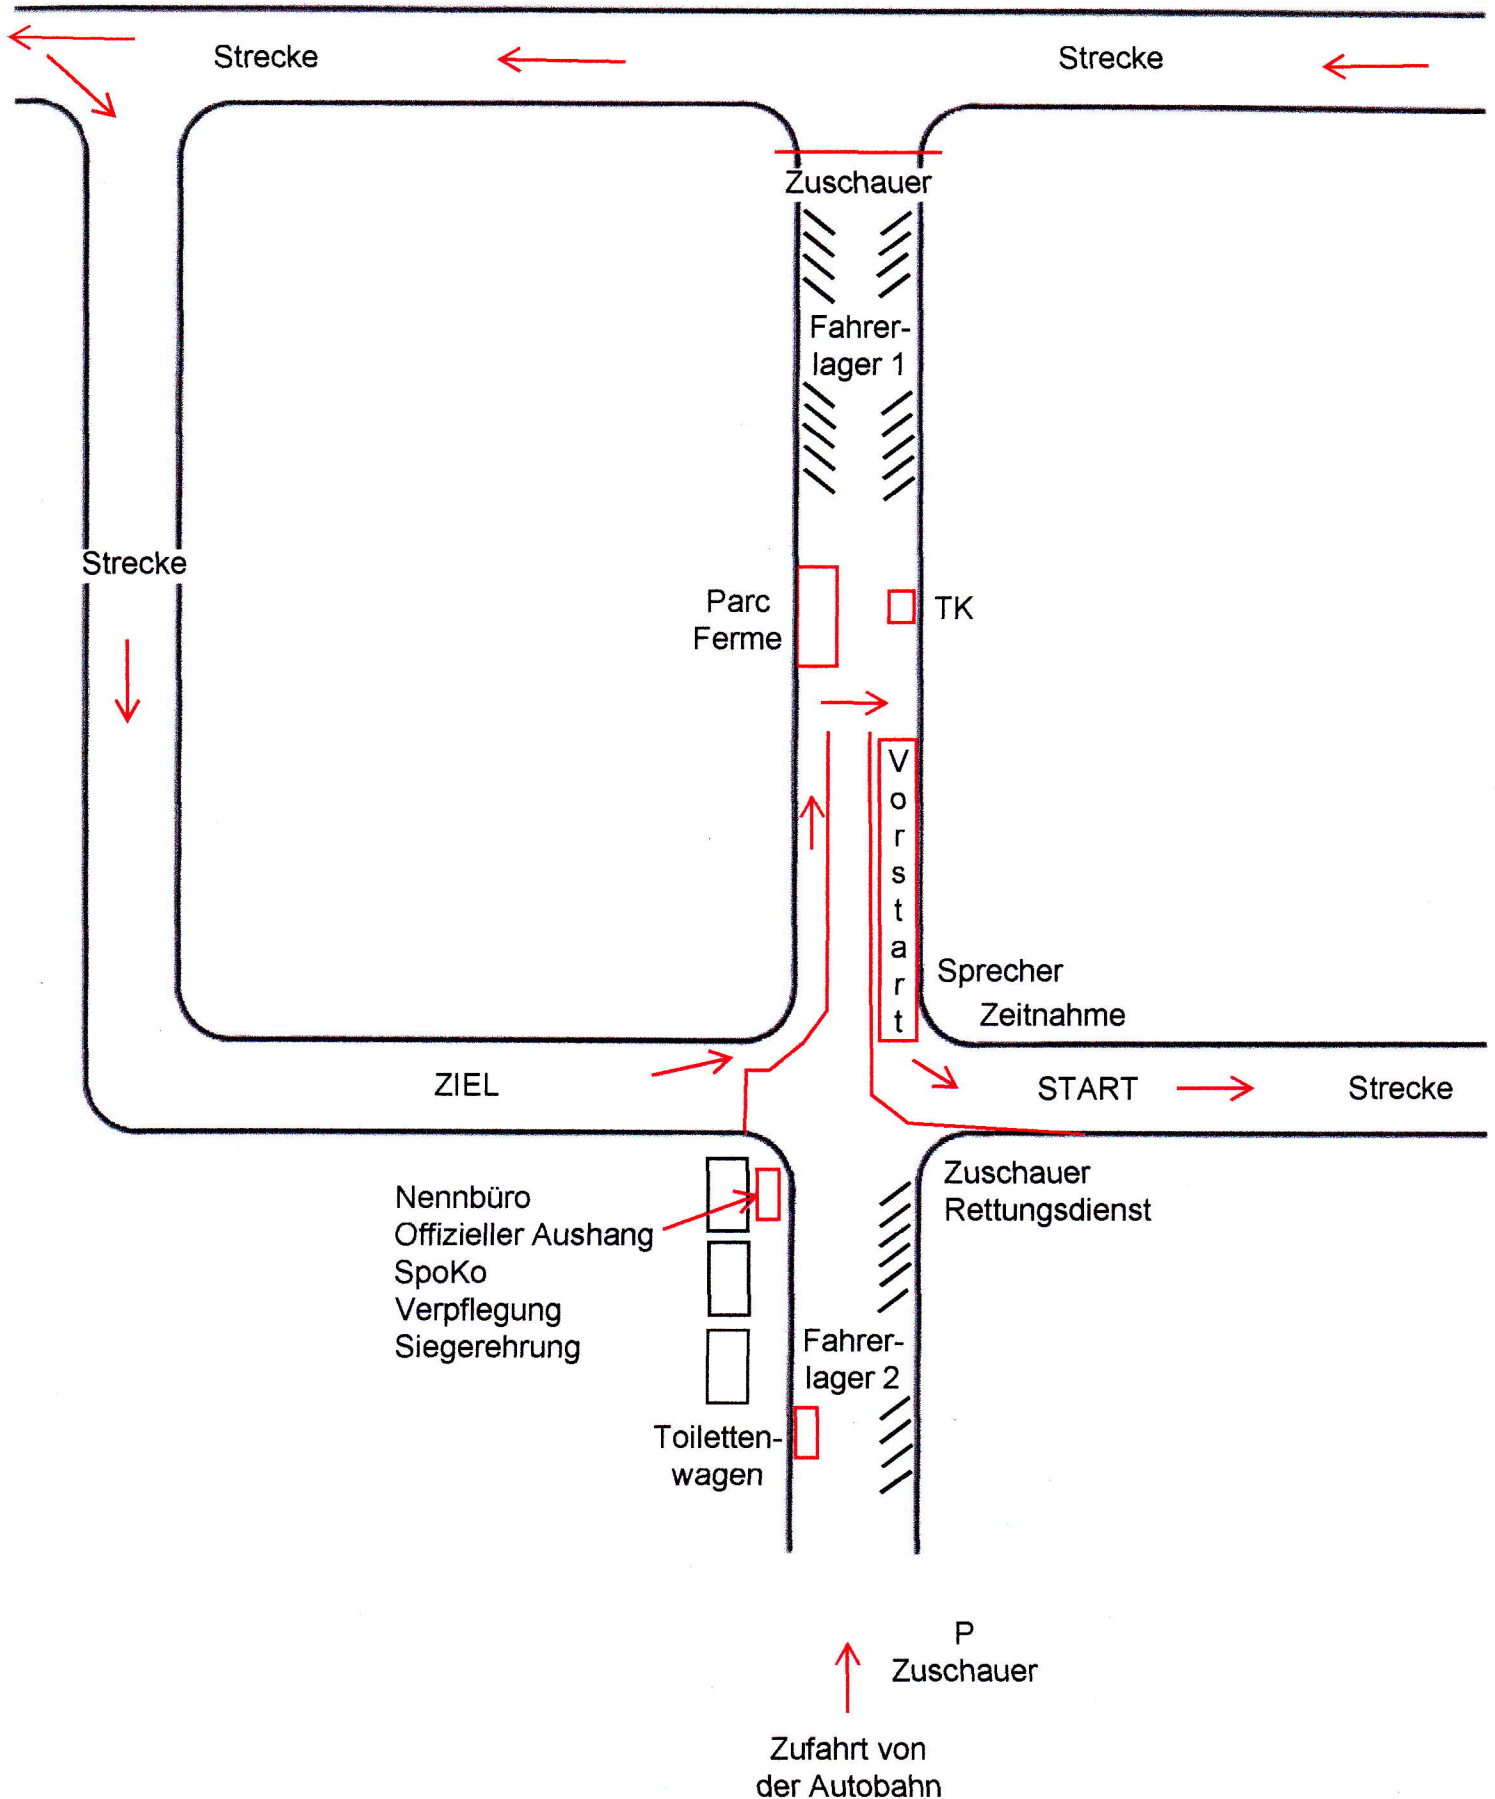 Strecke
Strecke
Zuschauer
Fahrer-
lager 1
Strecke
Parc
Ferme
TK
Vorstart
Sprecher
Zeitnahme
ZIEL
START
Strecke
Zuschauer
Rettungsdienst
Nennbüro
Offizieller Aushang
SpoKo
Verpflegung
Siegerehrung
Fahrer-
lager 2
Toiletten-
wagen
P
Zuschauer
Zufahrt von
der Autobahn